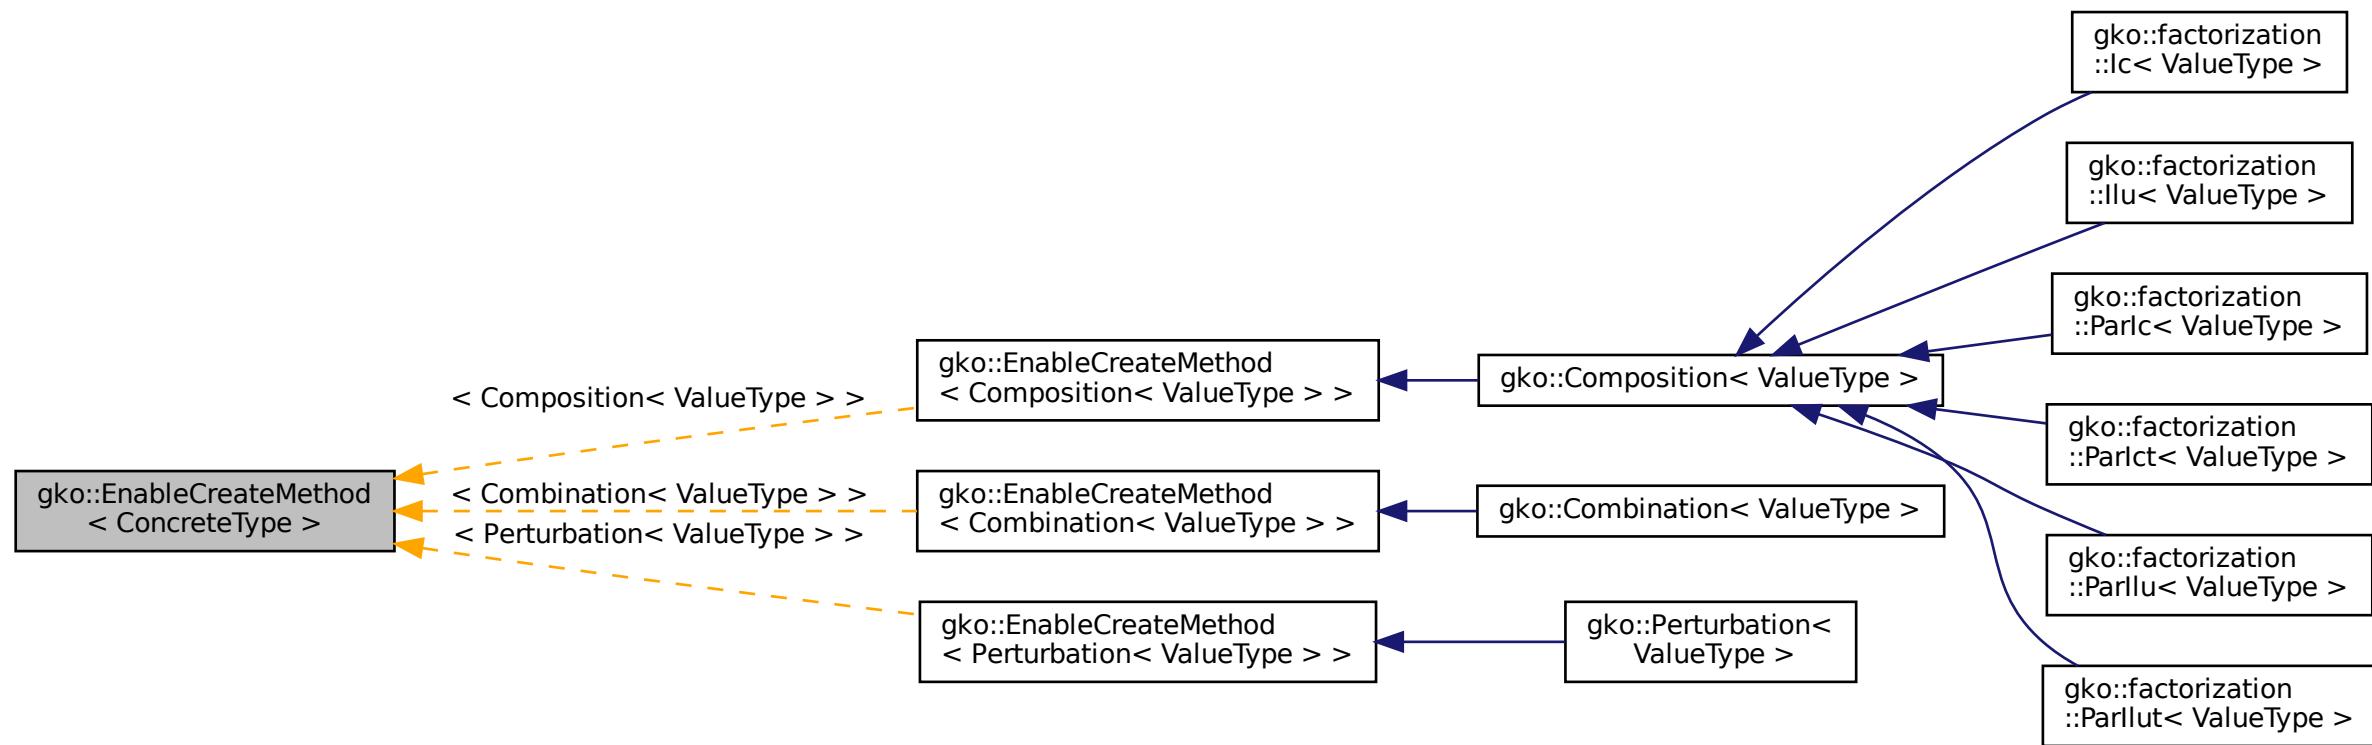 gko::EnableCreateMethod
< ConcreteType >
< Composition< ValueType > >
< Combination< ValueType > >
< Perturbation< ValueType > >
gko::EnableCreateMethod
< Composition< ValueType > >
gko::EnableCreateMethod
< Combination< ValueType > >
gko::EnableCreateMethod
< Perturbation< ValueType > >
gko::Composition< ValueType >
gko::Combination< ValueType >
gko::Perturbation<
ValueType >
gko::factorization
::Ic< ValueType >
gko::factorization
::Ilu< ValueType >
gko::factorization
::ParIc< ValueType >
gko::factorization
::ParIct< ValueType >
gko::factorization
::ParIlu< ValueType >
gko::factorization
::ParIlut< ValueType >